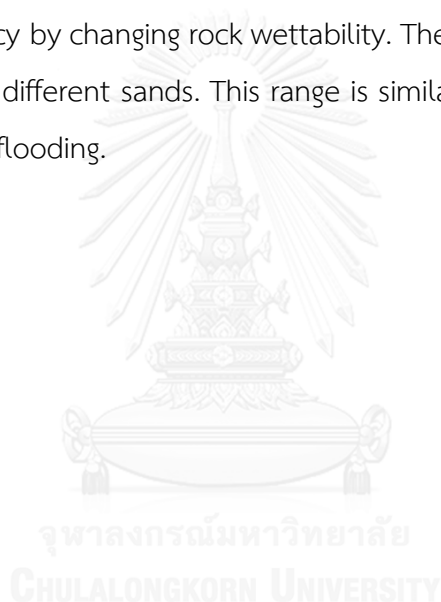 cy by changing rock wettability. The
different sands. This range is simila
flooding.
จุฬาลงกรณ์มหาวิทยาลัย
CHULALONGKORN UNIVERSITY